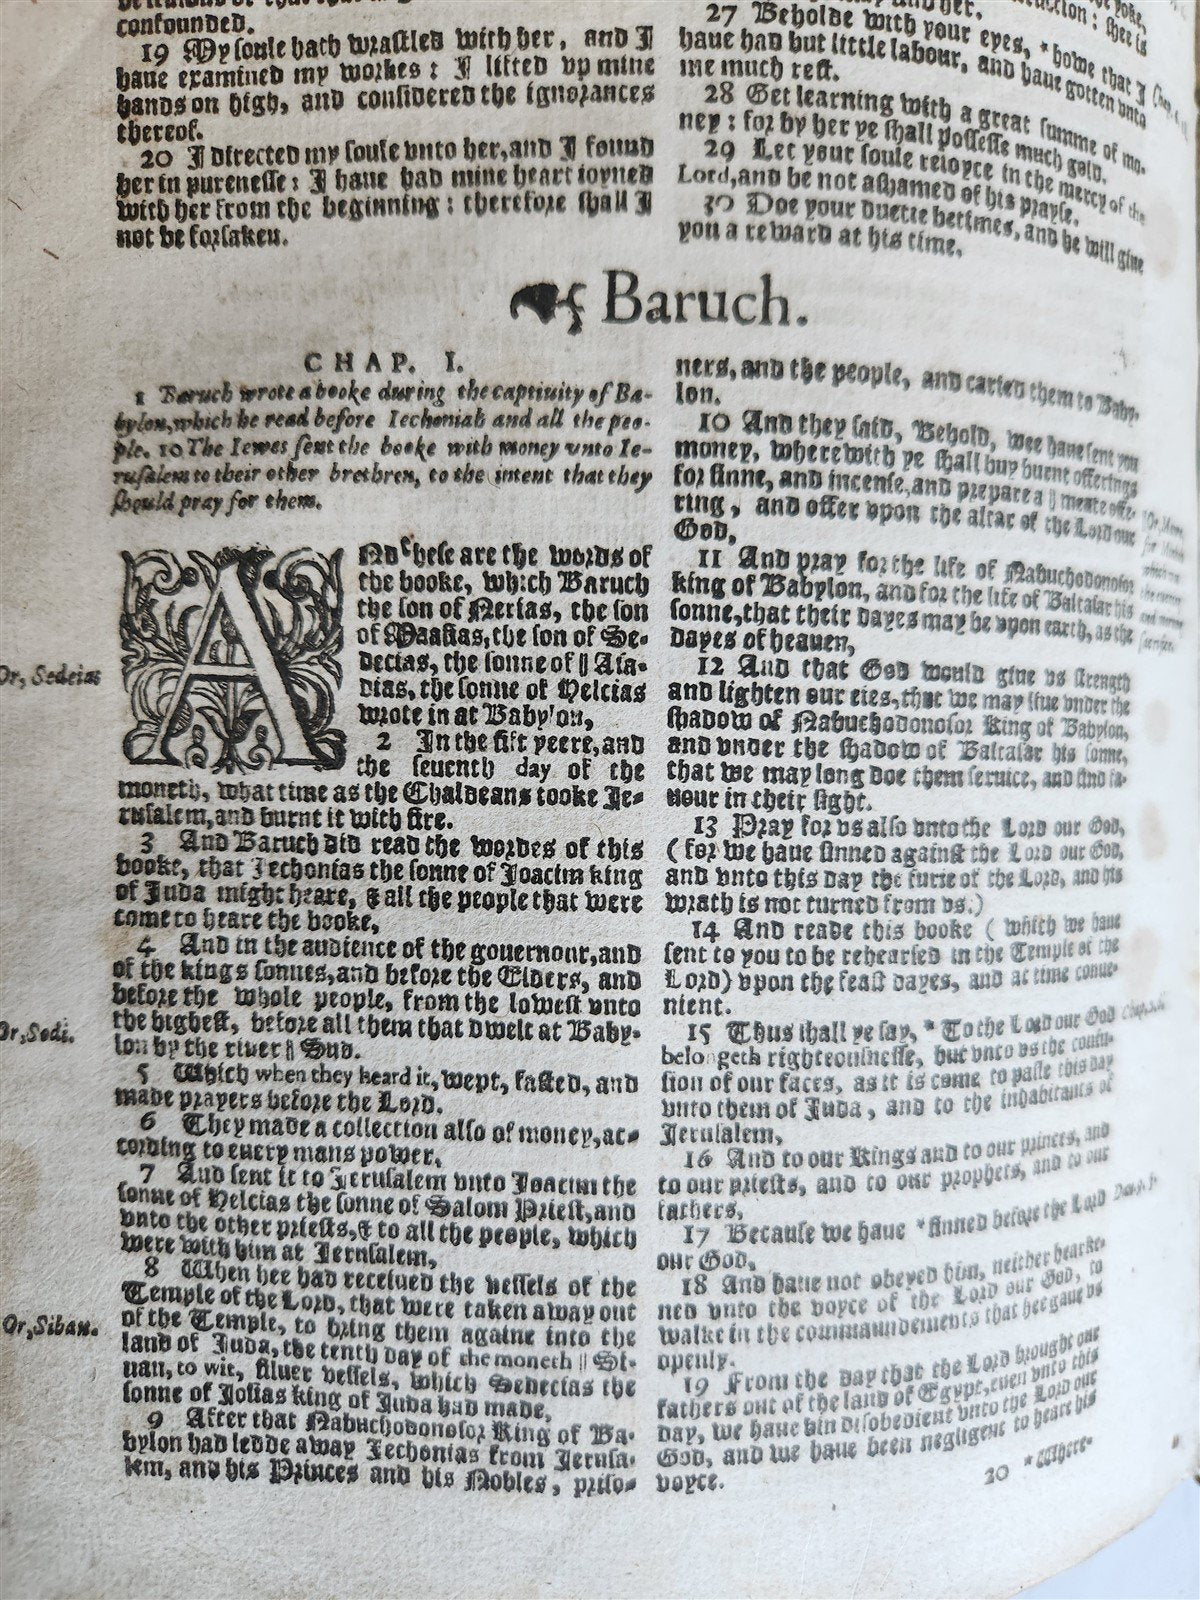 confounded.
19 My soule hath wrastled with her, and I
haue examined my workes: I lifted vp mine
hands on high, and considered the ignorances
thereof.
20 I directed my soule vnto her, and I found
her in purenesse: I haue had mine heart ioyned
with her from the beginning: therefore shall I
not be forsaken.
27 Beholde with your eyes, * howe that I
haue had but little labour, and haue gotten vnto
me much rest.
28 Get learning with a great summe of mo-
ney: for by her ye shall possesse much gold.
29 Let your soule reioyce in the mercy of the
Lord, and be not ashamed of his prayse.
30 Doe your duetie betimes, and he will giue
you a reward at his time.
Baruch.
CHAP. I.
1 Baruch wrote a booke during the captiuity of Ba-
bylon, which he read before Iechoniah and all the peo-
ple. 10 The Iewes sent the booke with money vnto Ie-
rusalem to their other brethren, to the intent that they
should pray for them.
ANd these are the words of
the booke, which Baruch
the son of Nerias, the son
of Maasias, the son of Se-
decias, the sonne of || Asa-
dias, the sonne of Helcias
wrote in at Babylon,
2 In the fift yeere, and
the seuenth day of the
moneth, what time as the Chaldeans tooke Ie-
rusalem, and burnt it with fire.
3 And Baruch did read the wordes of this
booke, that Iechonias the sonne of Ioacim king
of Iuda might heare, & all the people that were
come to heare the booke,
4 And in the audience of the gouernour, and
of the kings sonnes, and before the Elders, and
before the whole people, from the lowest vnto
the highest, before all them that dwelt at Baby-
lon by the riuer || Sud.
5 Which when they heard it, wept, fasted, and
made prayers before the Lord.
6 They made a collection also of money, ac-
cording to euery mans power,
7 And sent it to Ierusalem vnto Ioacim the
sonne of Helcias the sonne of Salom Priest, and
vnto the other priests, & to all the people, which
were with him at Ierusalem,
8 When hee had receiued the vessels of the
Temple of the Lord, that were taken away out
of the Temple, to bring them againe into the
land of Iuda, the tenth day of the moneth || Si-
uan, to wit, siluer vessels, which Sedecias the
sonne of Iosias king of Iuda had made,
9 After that Nabuchodonosor King of Ba-
bylon had ledde away Iechonias from Ierusa-
lem, and his Princes and his Nobles, priso-
Or, Sedeias
Or, Sodi.
Or, Siban.
ners, and the people, and caried them to Baby-
lon.
10 And they said, Behold, wee haue sent you
money, wherewith ye shall buy burnt offerings
for sinne, and incense, and prepare a || meate offe-
ring, and offer vpon the altar of the Lord our
God,
11 And pray for the life of Nabuchodonosor
king of Babylon, and for the life of Baltasar his
sonne, that their dayes may be vpon earth, as the
dayes of heauen,
12 And that God would giue vs strength
and lighten our eies, that we may liue vnder the
shadow of Nabuchodonosor King of Babylon,
and vnder the shadow of Baltasar his sonne,
that we may long doe them seruice, and find fa-
uour in their sight.
13 Pray for vs also vnto the Lord our God,
(for we haue sinned against the Lord our God,
and vnto this day the furie of the Lord, and his
wrath is not turned from vs.)
14 And reade this booke ( which we haue
sent to you to be rehearsed in the Temple of the
Lord) vpon the feast dayes, and at time conue-
nient.
15 Thus shall ye say, * To the Lord our God
belongeth righteousnesse, but vnto vs the confu-
sion of our faces, as it is come to passe this day
vnto them of Iuda, and to the inhabitants of
Ierusalem,
16 And to our Kings and to our princes, and
to our priests, and to our prophets, and to our
fathers,
17 Because we haue * sinned before the Lord
our God,
18 And haue not obeyed him, neither hearke-
ned vnto the voyce of the Lord our God, to
walke in the commaundements that hee gaue vs
openly.
19 From the day that the Lord brought our
fathers out of the land of Egypt, euen vnto this
day, we haue bin disobedient vnto the Lord our
God, and we haue been negligent to heare his
voyce.
20 * Where-